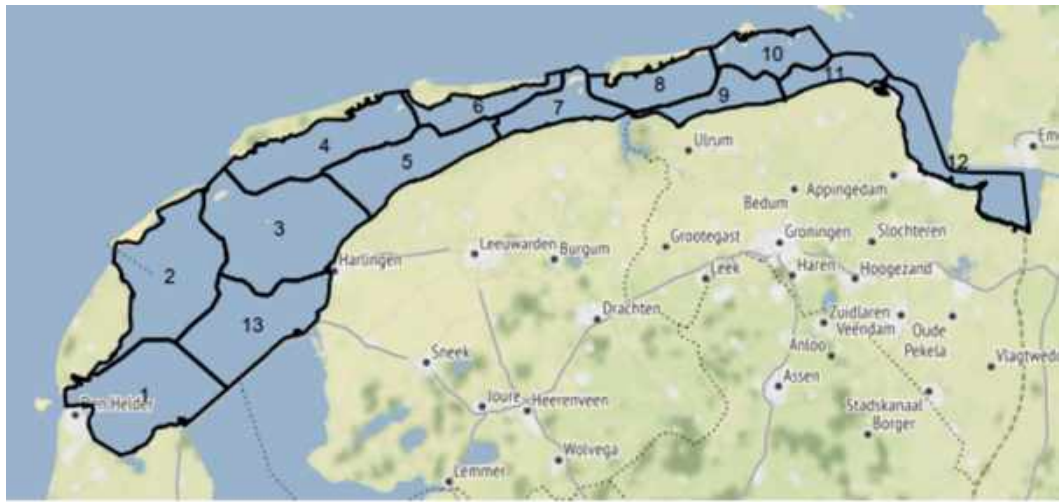 10
11
8
9
6
7
4
5
Ulrum
Em
12
Appingedam
Bedum
3
Groningen
Slochteren
Grootegast
Leeuwarden
Burgum
Harlingen
2
Leek
Haren
Hoogezand
13
Drachten
Zuidlaren
Veendam
Oude
Pekela
Anloo
Sneek
Vlagtwedd
Assen
1
Den Helder
Joure
Heerenveen
Stadskanaal
Borger
Wolvega
Lemmer